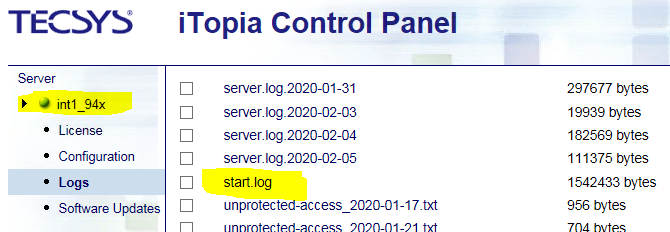 TECSYS iTopia Control Panel
Server
int1_94x
License
Configuration
Logs
Software Updates
server.log.2020-01-31 297677 bytes
server.log.2020-02-03 19939 bytes
server.log.2020-02-04 182569 bytes
server.log.2020-02-05 111375 bytes
start.log 1542433 bytes
unprotected-access_2020-01-17.txt 956 bytes
unprotected-access_2020-01-21.txt 704 bytes